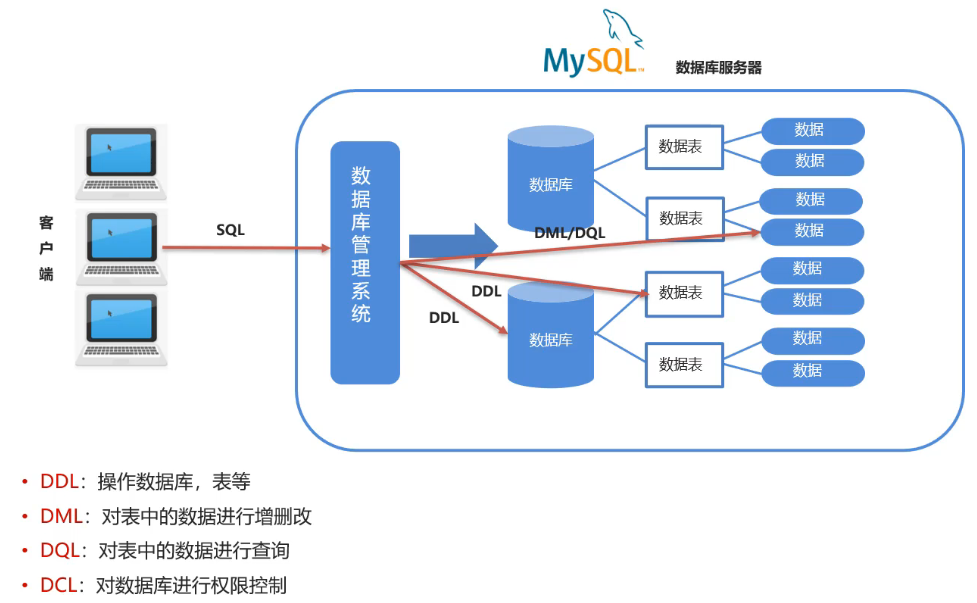 MySQL™
数据库服务器
客户端
SQL
数据库管理系统
数据库
数据表
数据
数据
数据表
数据
数据
DML/DQL
DDL
DDL
数据库
数据表
数据
数据
数据表
数据
数据
• DDL：操作数据库，表等
• DML：对表中的数据进行增删改
• DQL：对表中的数据进行查询
• DCL：对数据库进行权限控制